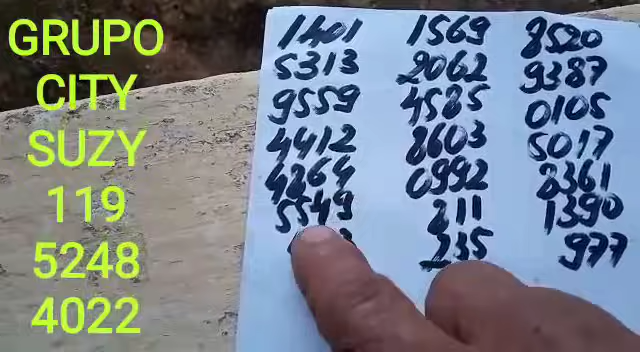 GRUPO
CITY
SUZY
119
5248
4022
1401 1569 8520
5313 2062 9387
9559 4585 0105
4412 8603 5017
4264 0992 8361
5549 211 1390
235 977